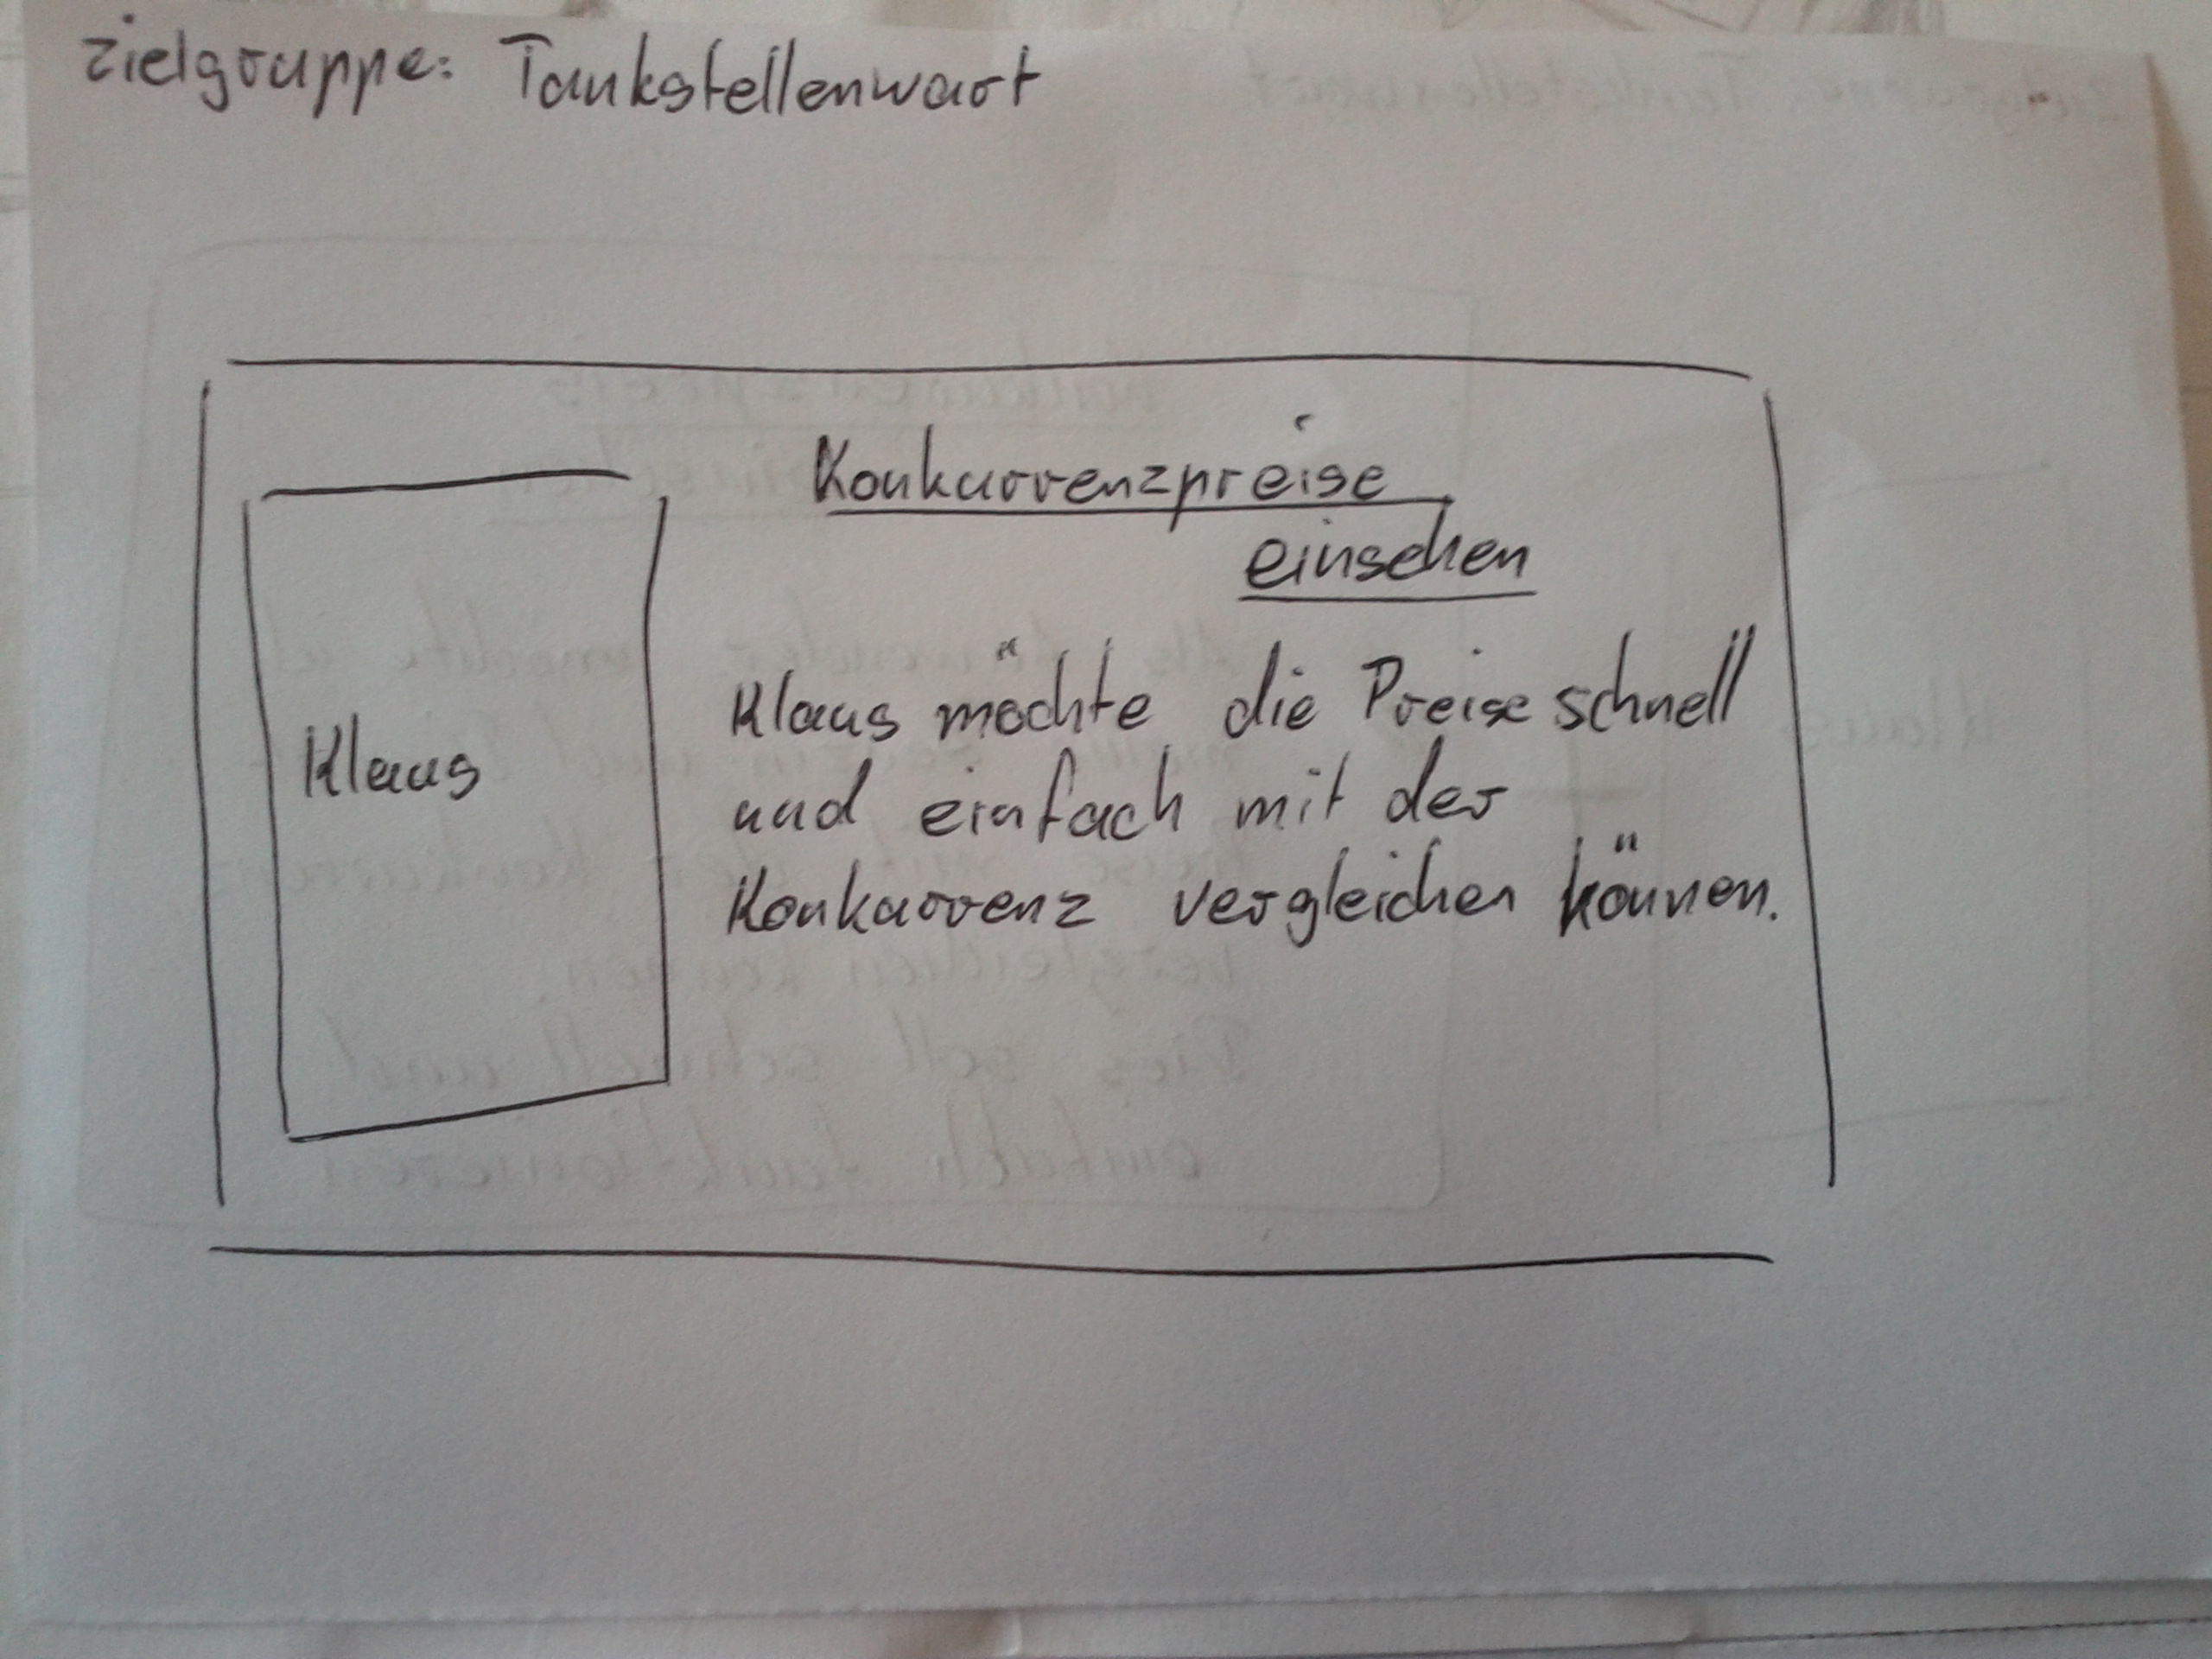 Zielgruppe: Tankstellenwart
Konkurrenzpreise
einsehen
Klaus
Klaus möchte die Preise schnell
und einfach mit der
Konkurrenz vergleichen können.